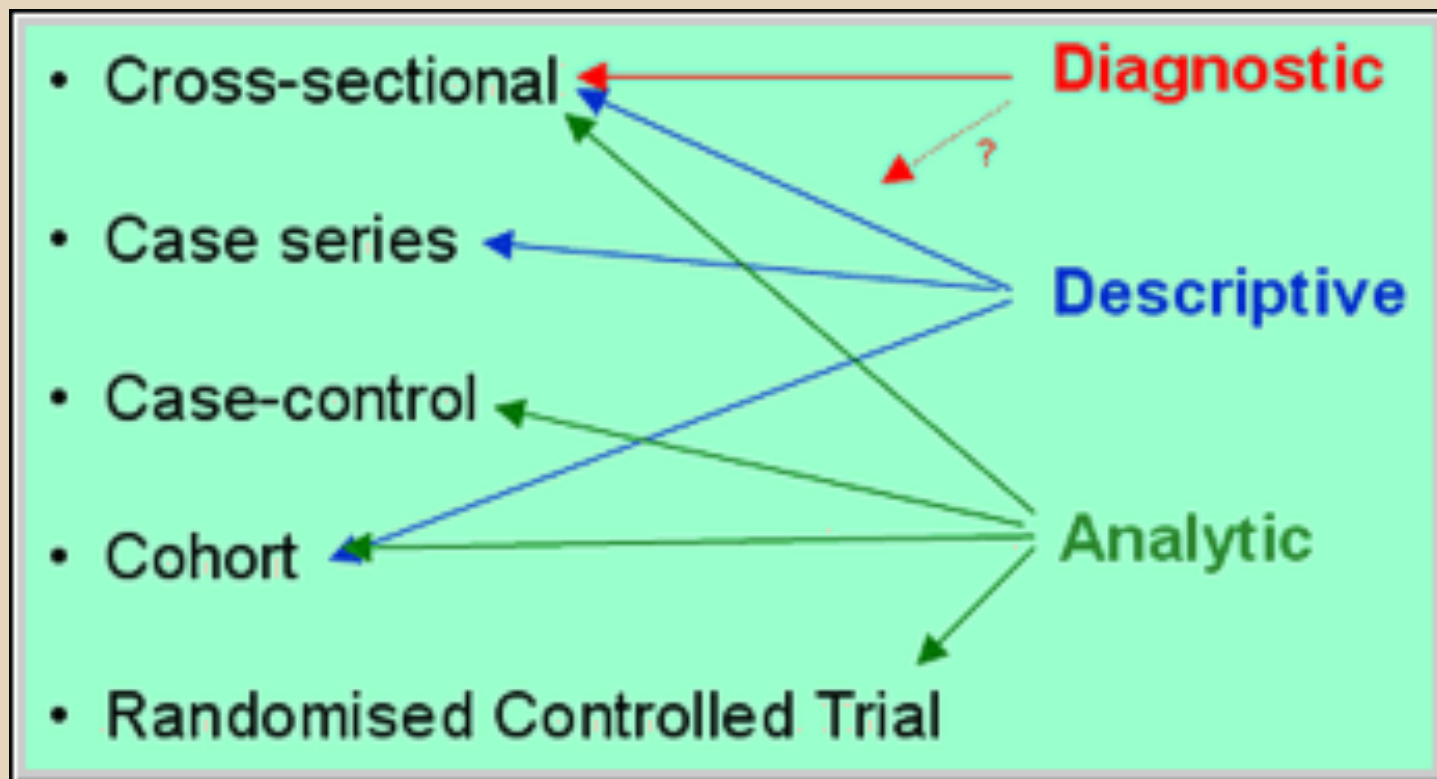 • Cross-sectional
Diagnostic
?
• Case series
Descriptive
• Case-control
• Cohort
Analytic
• Randomised Controlled Trial